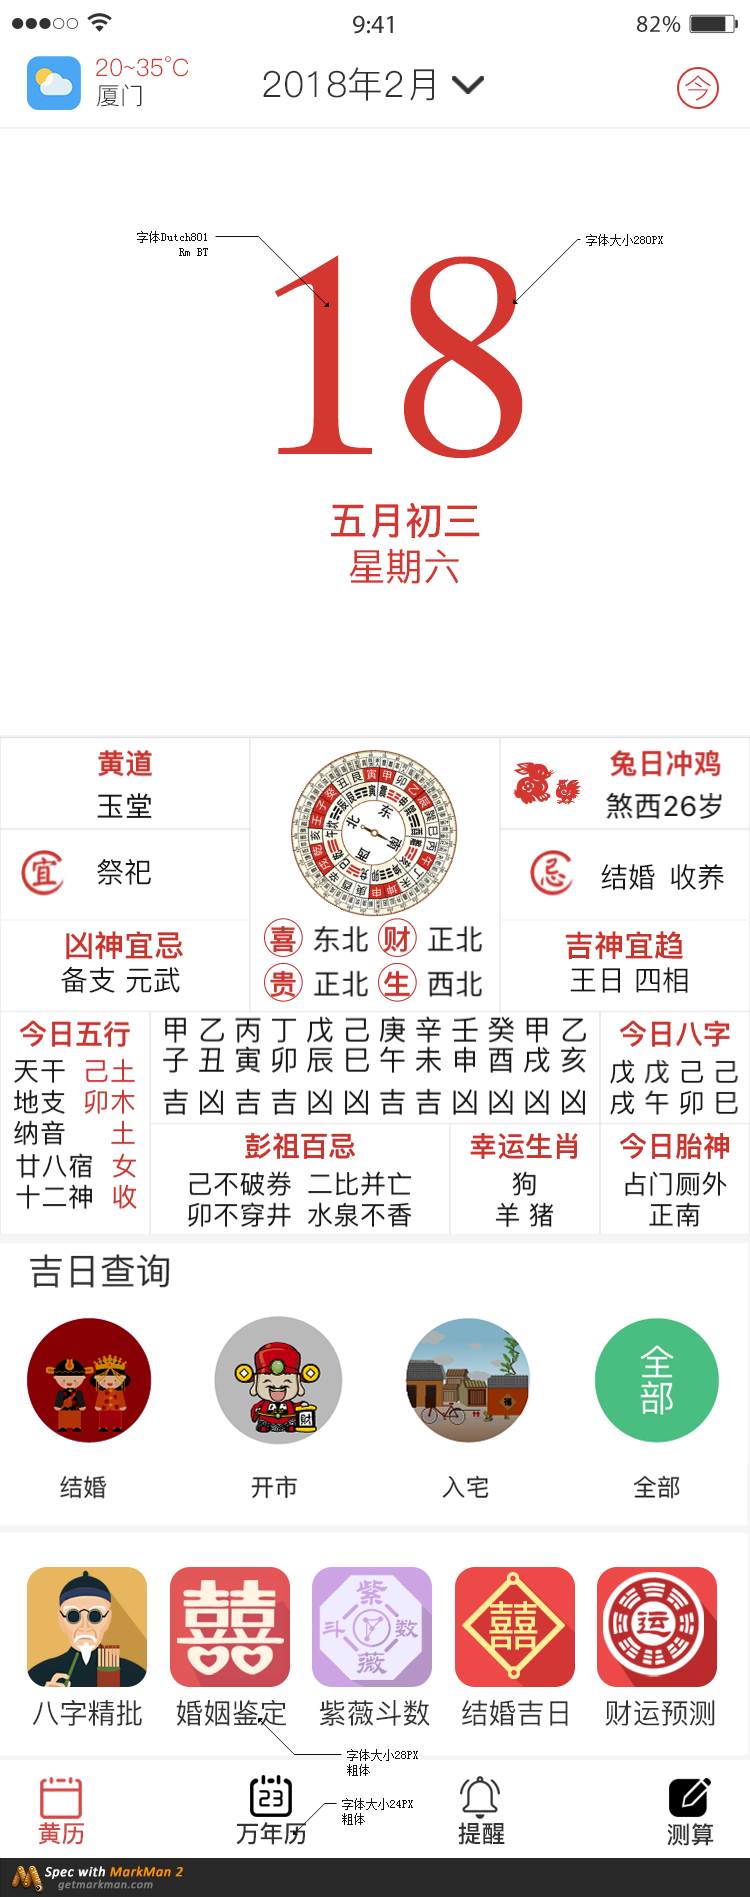 9:41
82%
20~35°C
厦门
2018年2月
今
字体Dutch801
Rm BT
字体大小280PX
18
五月初三
星期六
黄道
玉堂
兔日冲鸡
煞西26岁
宜
祭祀
忌
结婚 收养
东
南
西
北
喜 东北 财 正北
贵 正北 生 西北
凶神宜忌
备支 元武
吉神宜趋
王日 四相
今日五行
天干 己土
地支 卯木
纳音 土
廿八宿 女
十二神 收
甲 乙 丙 丁 戊 己 庚 辛 壬 癸 甲 乙
子 丑 寅 卯 辰 巳 午 未 申 酉 戌 亥
吉 凶 吉 吉 凶 凶 吉 吉 凶 凶 凶 凶
今日八字
戊 戊 己 己
戌 午 卯 巳
彭祖百忌
己不破券 二比并亡
卯不穿井 水泉不香
幸运生肖
狗
羊 猪
今日胎神
占门厕外
正南
吉日查询
财
福
全
部
结婚
开市
入宅
全部
囍
紫
斗 数
薇
囍
运
八字精批
婚姻鉴定
紫薇斗数
结婚吉日
财运预测
字体大小28PX
粗体
字体大小24PX
粗体
23
黄历
万年历
提醒
测算
Spec with MarkMan 2
getmarkman.com